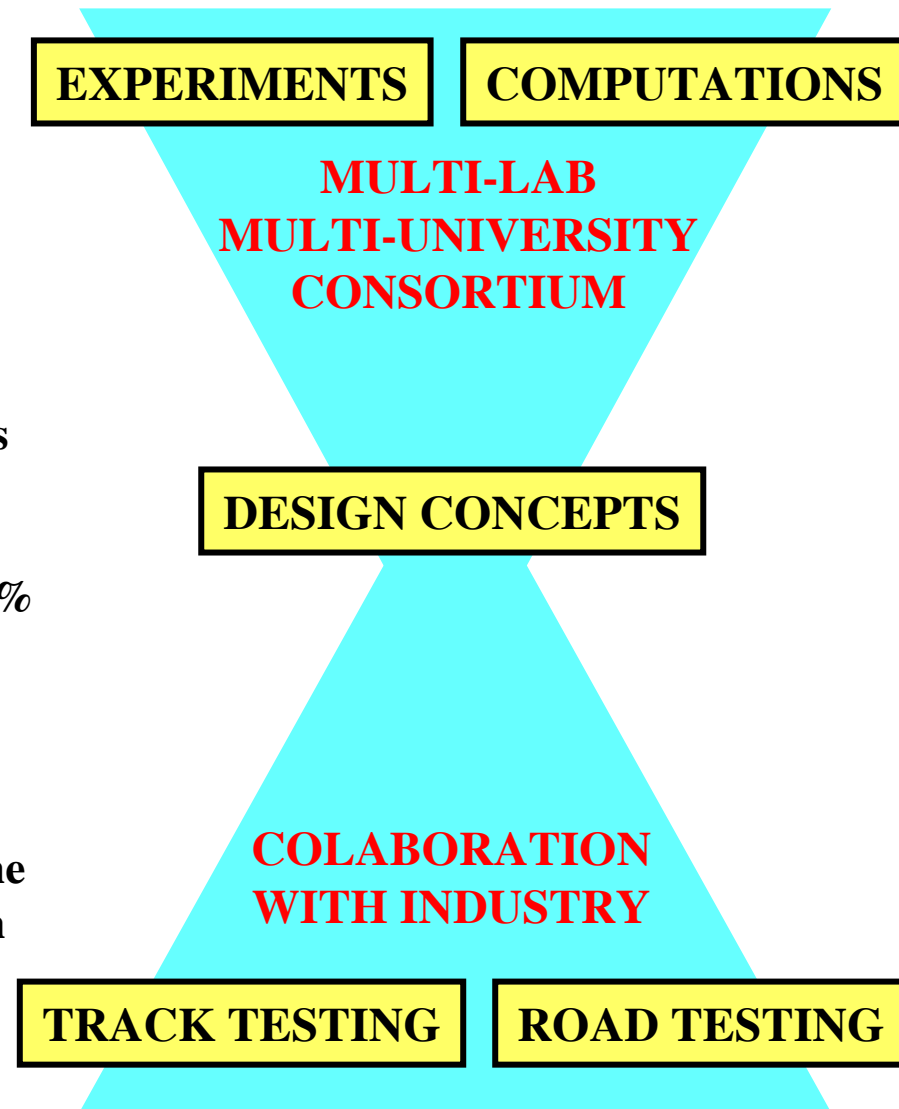 EXPERIMENTS COMPUTATIONS
MULTI-LAB
MULTI-UNIVERSITY
CONSORTIUM
s
DESIGN CONCEPTS
%
COLABORATION
WITH INDUSTRY
TRACK TESTING ROAD TESTING